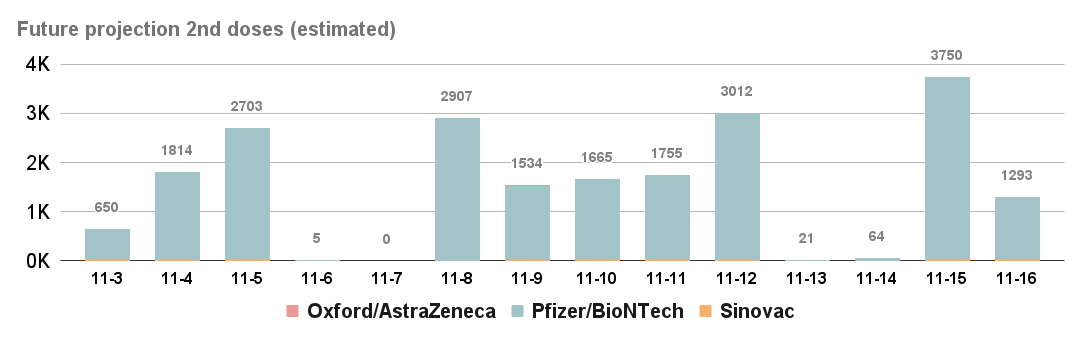 Future projection 2nd doses (estimated)
4K
3K
2K
1K
0K
650
1814
2703
5
0
2907
1534
1665
1755
3012
21
64
3750
1293
11-3 11-4 11-5 11-6 11-7 11-8 11-9 11-10 11-11 11-12 11-13 11-14 11-15 11-16
Oxford/AstraZeneca Pfizer/BioNTech Sinovac